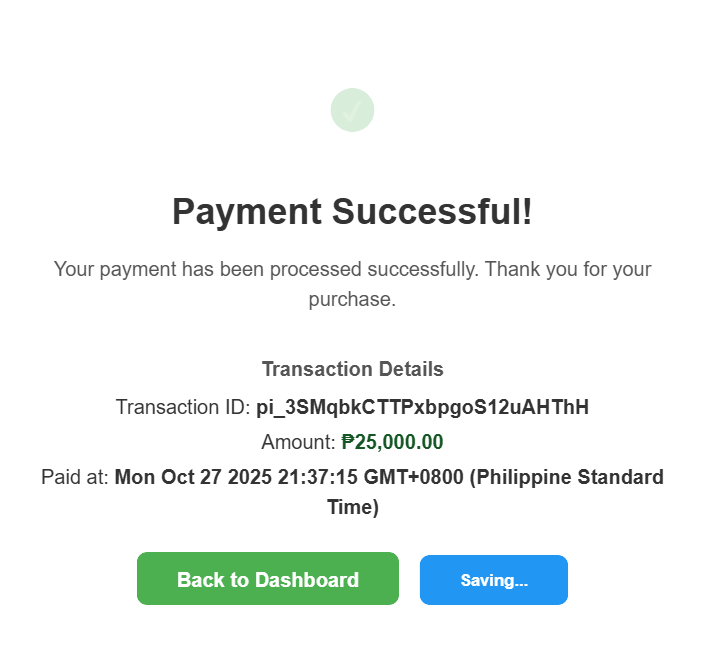 Payment Successful!
Your payment has been processed successfully. Thank you for your
purchase.
Transaction Details
Transaction ID: pi_3SMqbkCTTPxbpgoS12uAHThH
Amount: ₱25,000.00
Paid at: Mon Oct 27 2025 21:37:15 GMT+0800 (Philippine Standard
Time)
Back to Dashboard
Saving...